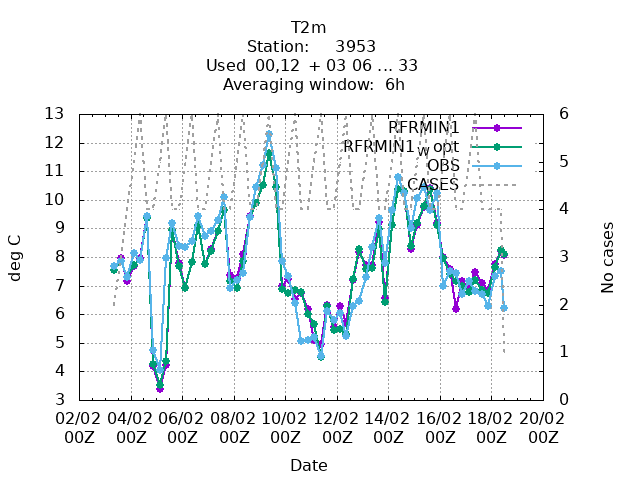 T2m
Station: 3953
Used 00,12 + 03 06 ... 33
Averaging window: 6h
13
12
11
10
9
8
7
6
5
4
3
deg C
6
5
4
3
2
1
0
No cases
RFRMIN1
RFRMIN1_w_opt
OBS
CASES
02/02 04/02 06/02 08/02 10/02 12/02 14/02 16/02 18/02 20/02
00Z 00Z 00Z 00Z 00Z 00Z 00Z 00Z 00Z 00Z
Date